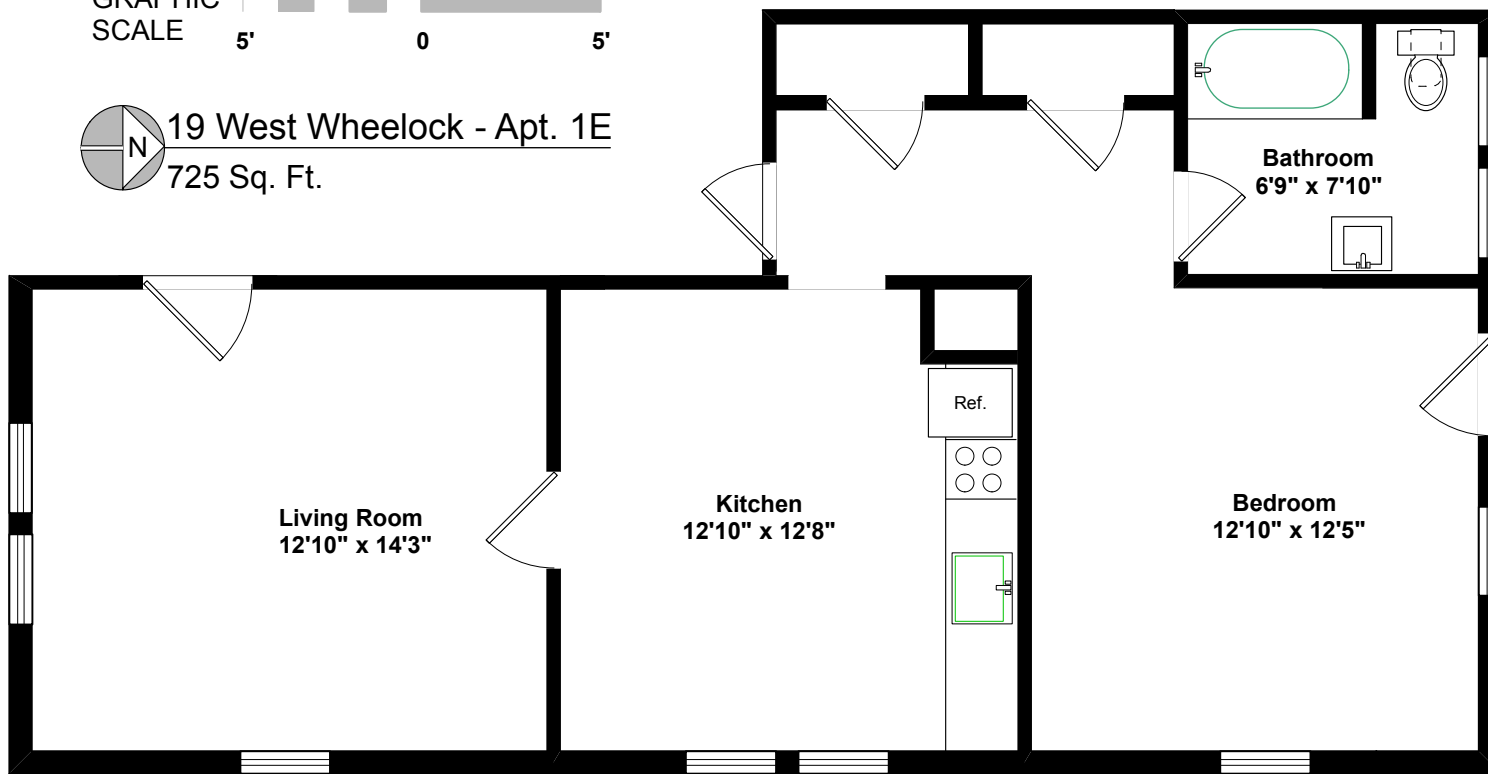 GRAPHIC
SCALE
5' 0 5'
N
19 West Wheelock - Apt. 1E
725 Sq. Ft.
Bathroom
6'9" x 7'10"
Ref.
Living Room
12'10" x 14'3"
Kitchen
12'10" x 12'8"
Bedroom
12'10" x 12'5"